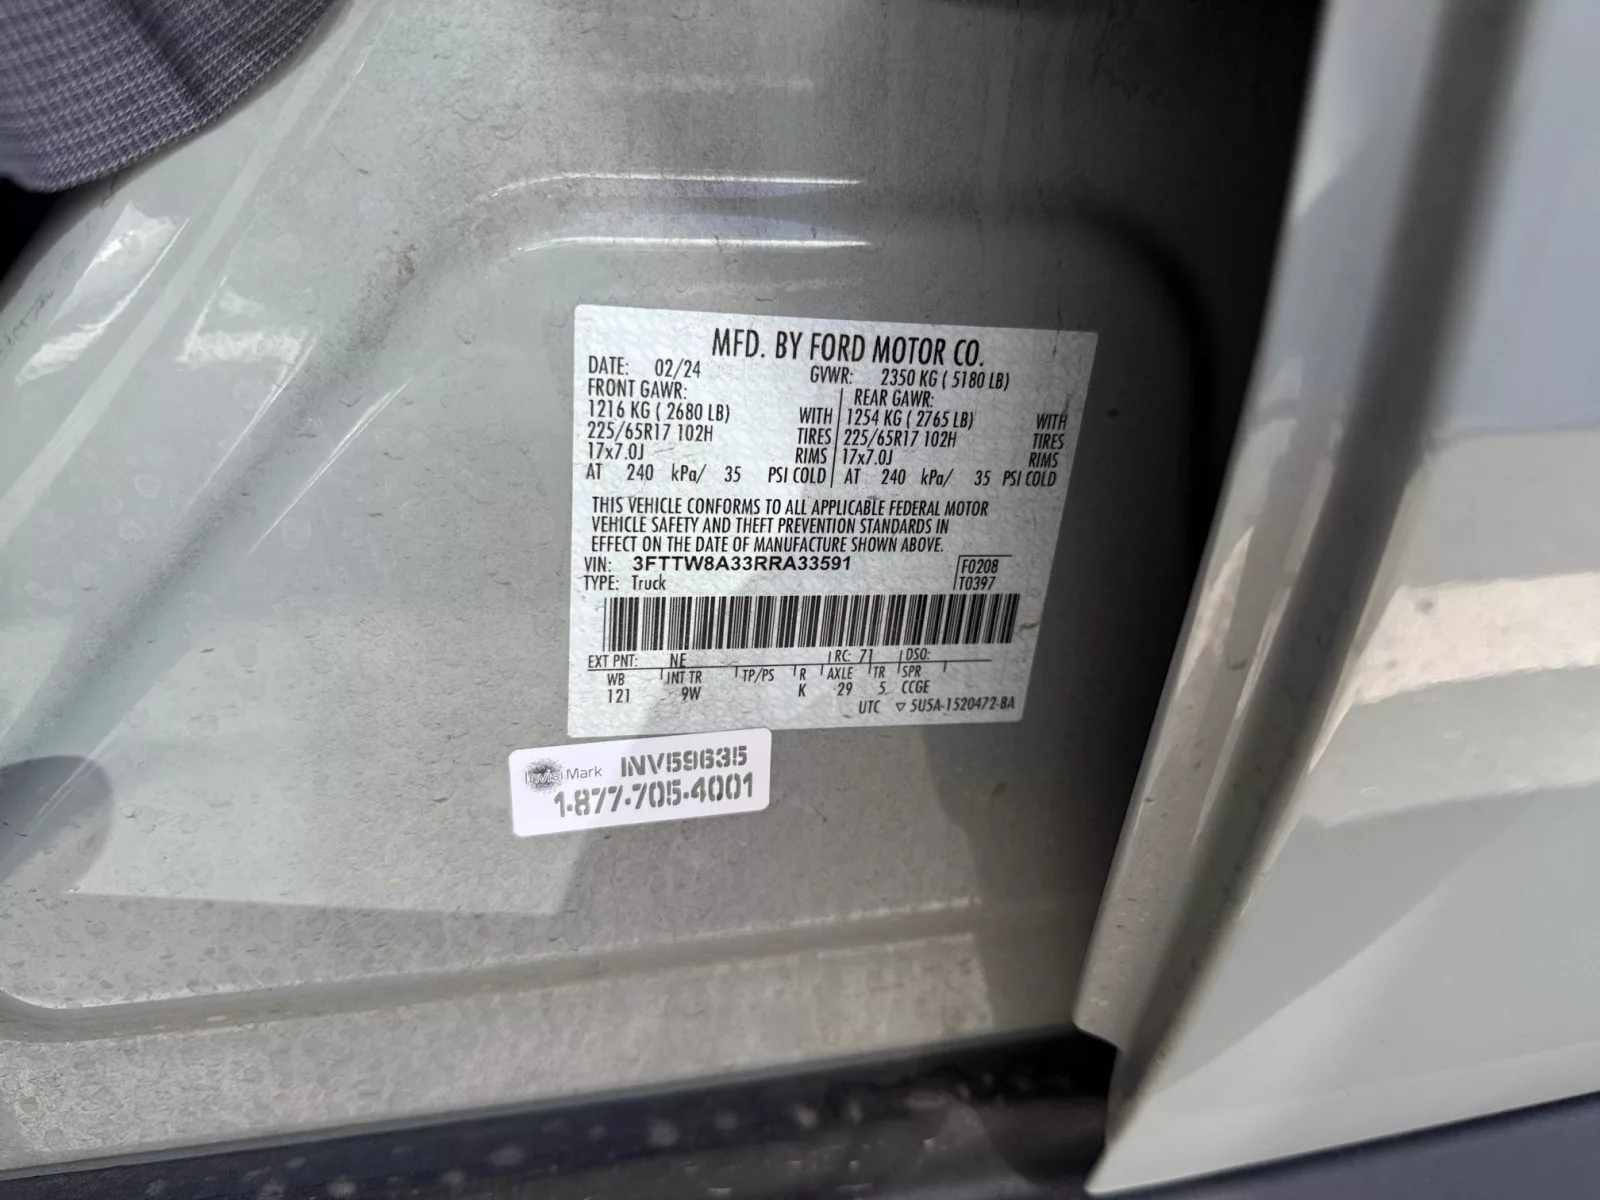 MFD. BY FORD MOTOR CO.
DATE: 02/24 GVWR: 2350 KG ( 5180 LB)
FRONT GAWR: REAR GAWR:
1216 KG ( 2680 LB) WITH 1254 KG ( 2765 LB) WITH
225/65R17 102H TIRES 225/65R17 102H TIRES
17x7.0J RIMS 17x7.0J RIMS
AT 240 kPa/ 35 PSI COLD AT 240 kPa/ 35 PSI COLD
THIS VEHICLE CONFORMS TO ALL APPLICABLE FEDERAL MOTOR
VEHICLE SAFETY AND THEFT PREVENTION STANDARDS IN
EFFECT ON THE DATE OF MANUFACTURE SHOWN ABOVE.
VIN: 3FTTW8A33RRA33591 F0208
TYPE: Truck T0397
EXT PNT: NE RC: 71 DSO:
WB INT TR TP/PS R AXLE TR SPR
121 9W K 29 5 CCGE
UTC ▽ 5U5A-1520472-BA
InvisiMark INV59635
1-877-705-4001